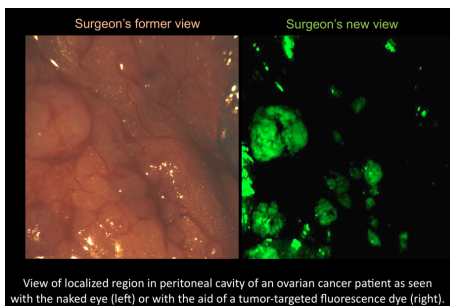 Surgeon's former view
Surgeon's new view
View of localized region in peritoneal cavity of an ovarian cancer patient as seen
with the naked eye (left) or with the aid of a tumor-targeted fluorescence dye (right).